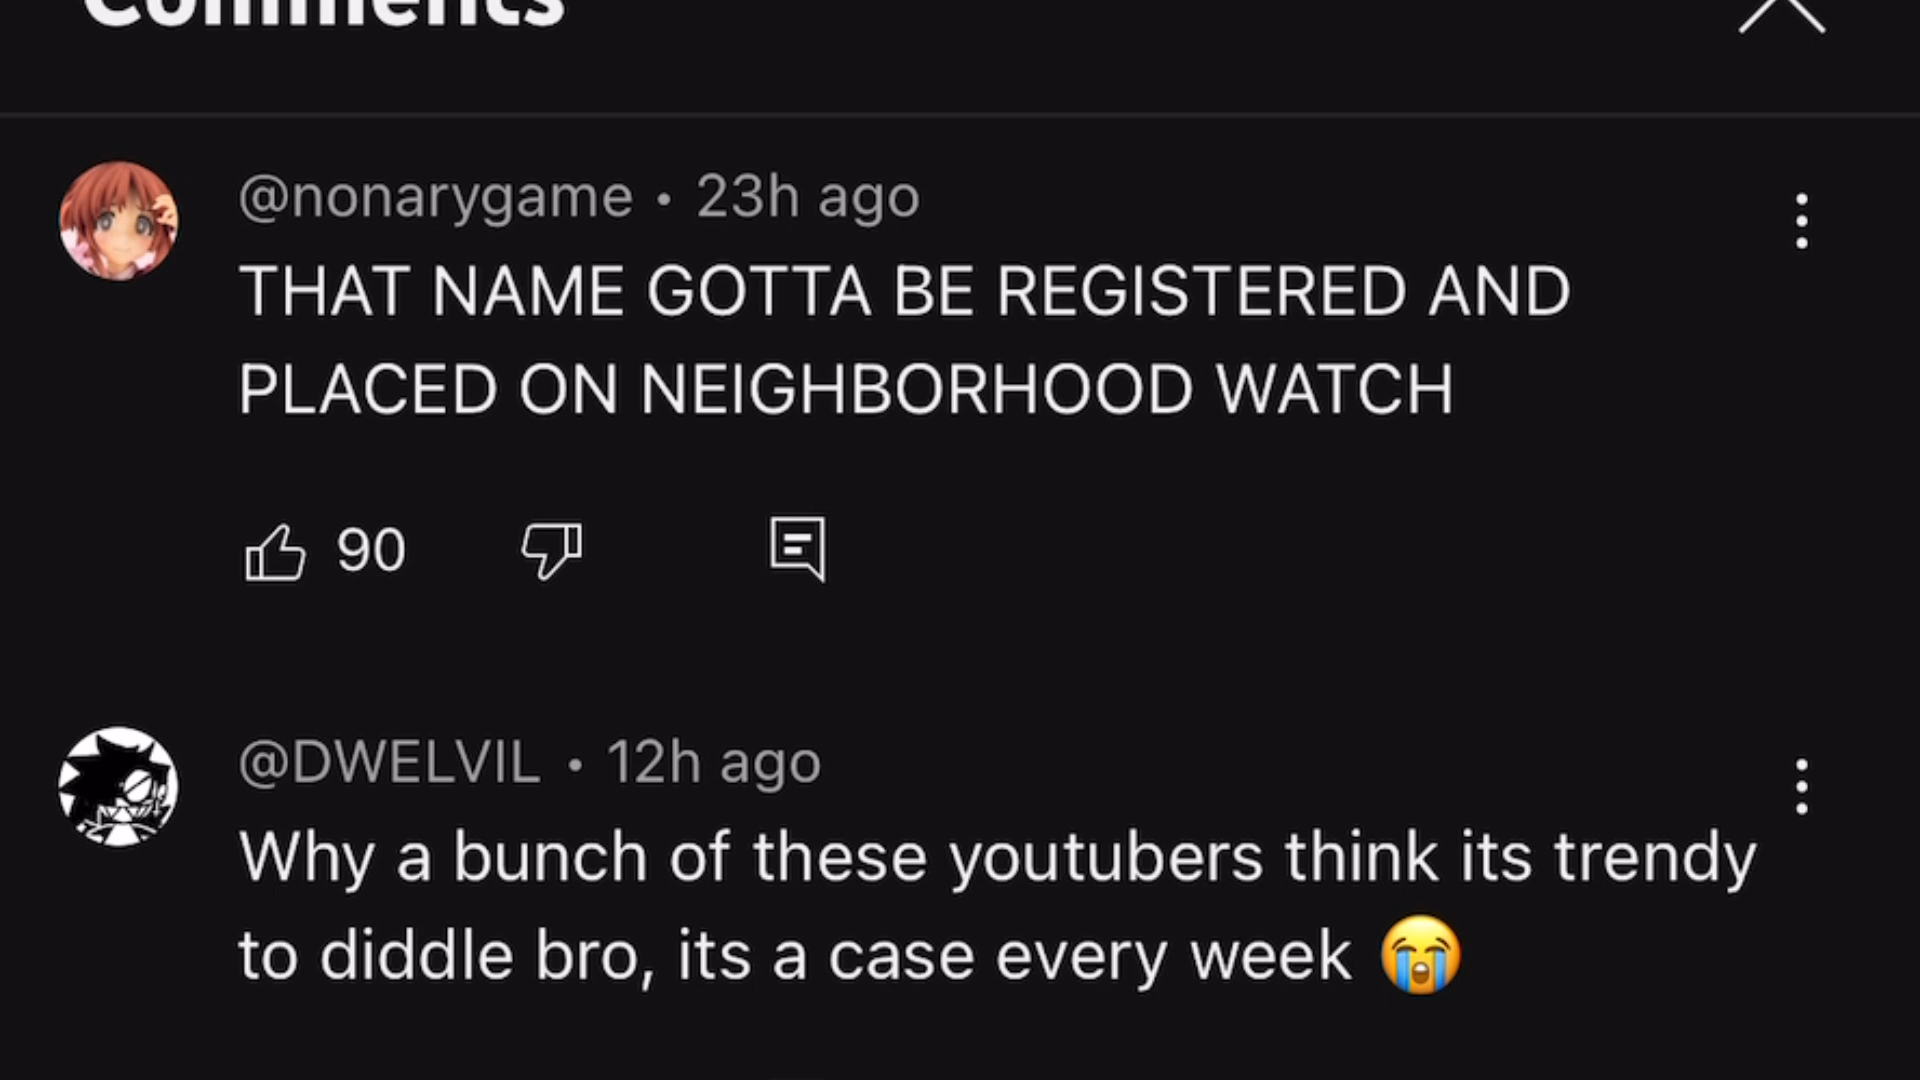 Comments
@nonarygame • 23h ago
THAT NAME GOTTA BE REGISTERED AND
PLACED ON NEIGHBORHOOD WATCH
90
@DWELVIL • 12h ago
Why a bunch of these youtubers think its trendy
to diddle bro, its a case every week 😭